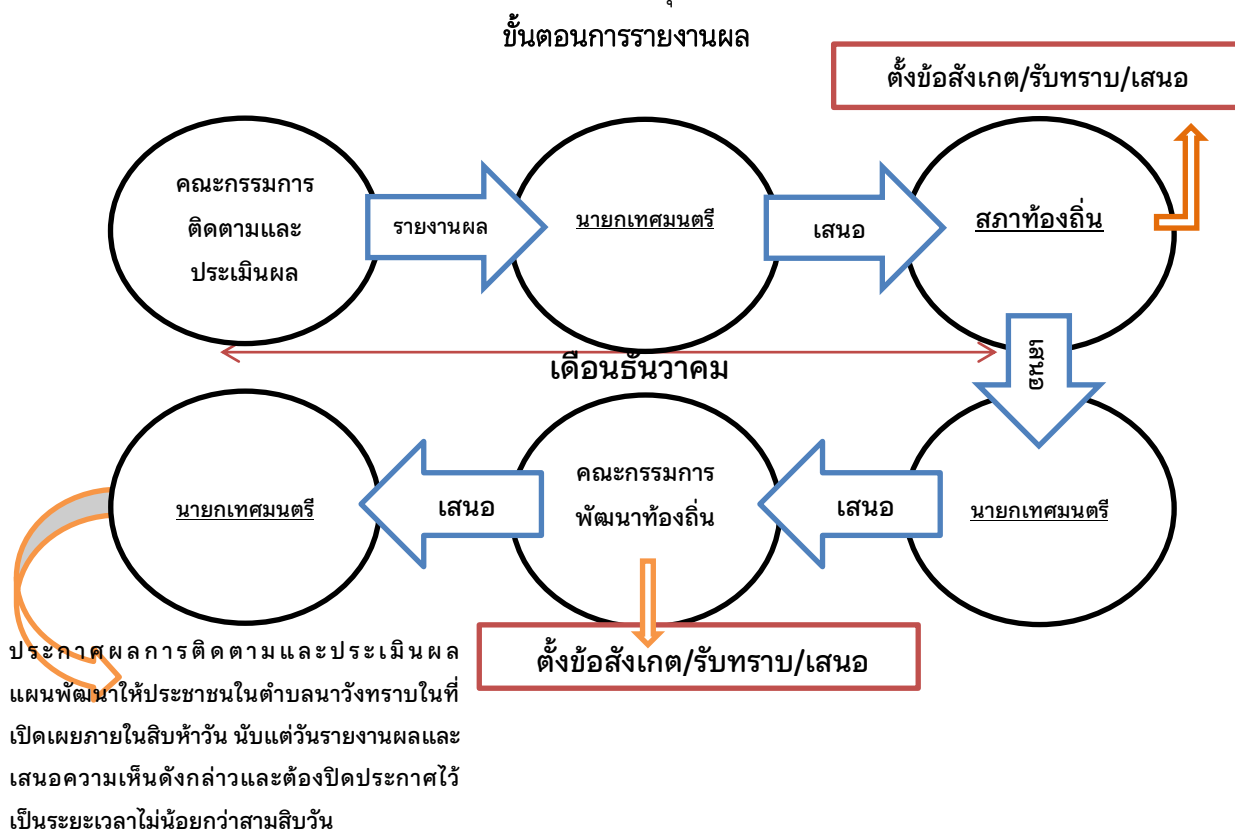 ขั้นตอนการรายงานผล
ตั้งข้อสังเกต/รับทราบ/เสนอ
คณะกรรมการ
ติดตามและ
ประเมินผล
รายงานผล
นายกเทศมนตรี
เสนอ
สภาท้องถิ่น
เสนอ
เดือนธันวาคม
นายกเทศมนตรี
เสนอ
คณะกรรมการ
พัฒนาท้องถิ่น
เสนอ
นายกเทศมนตรี
ตั้งข้อสังเกต/รับทราบ/เสนอ
ประกาศผลการติดตามและประเมินผล
แผนพัฒนาให้ประชาชนในตำบลนาวังทราบในที่
เปิดเผยภายในสิบห้าวัน นับแต่วันรายงานผลและ
เสนอความเห็นดังกล่าวและต้องปิดประกาศไว้
เป็นระยะเวลาไม่น้อยกว่าสามสิบวัน